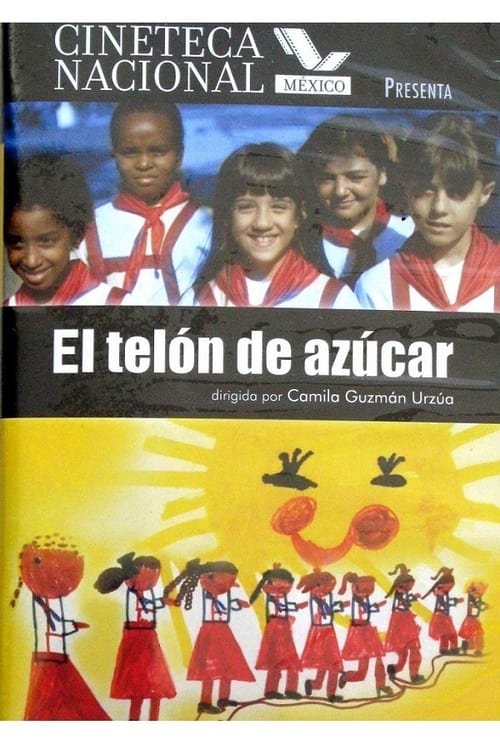 CINETECA
NACIONAL
MÉXICO
PRESENTA
El telón de azúcar
dirigida por Camila Guzmán Urzúa